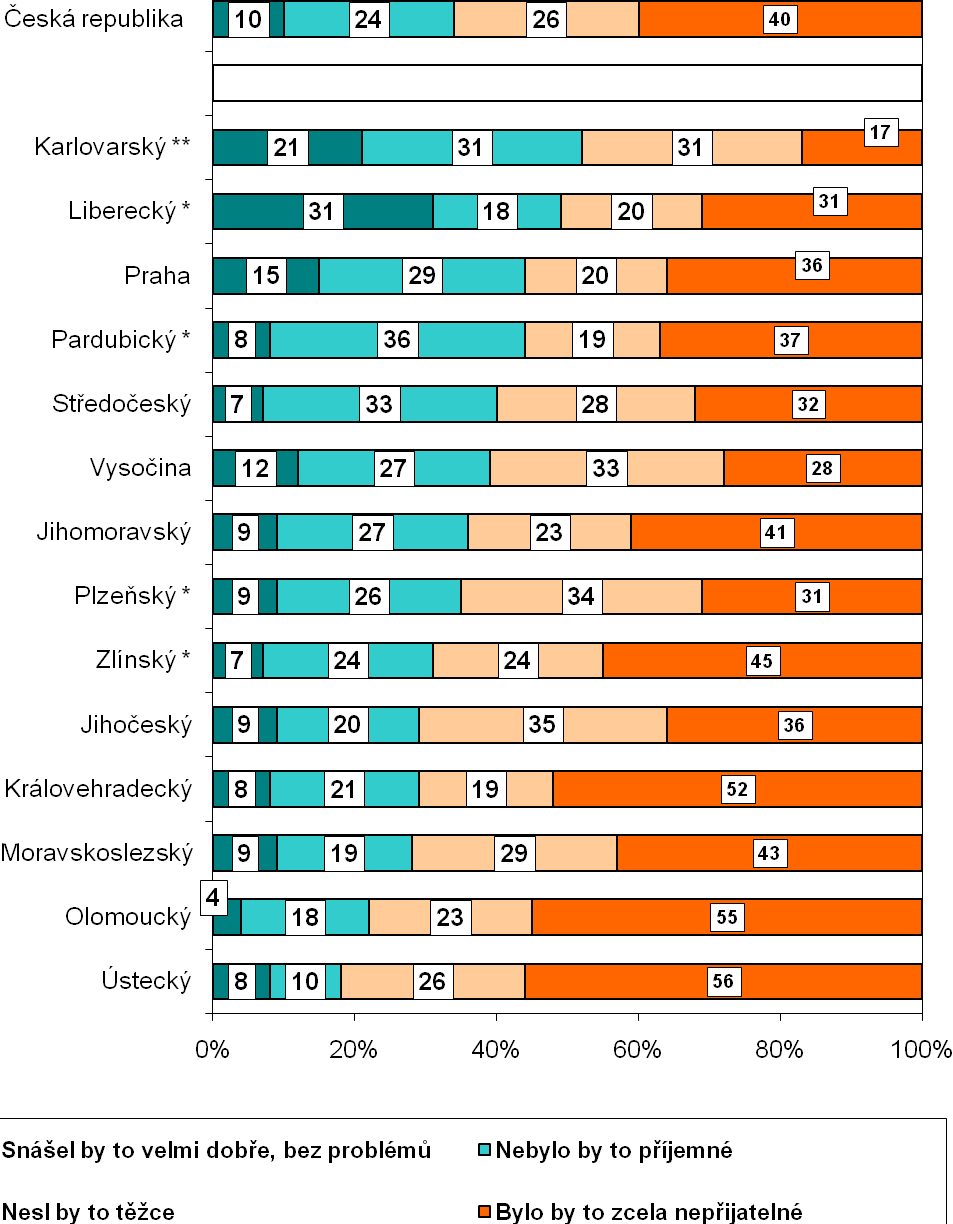 Česká republika 10 24 26 40
Karlovarský ** 21 31 31 17
Liberecký * 31 18 20 31
Praha 15 29 20 36
Pardubický * 8 36 19 37
Středočeský 7 33 28 32
Vysočina 12 27 33 28
Jihomoravský 9 27 23 41
Plzeňský * 9 26 34 31
Zlínský * 7 24 24 45
Jihočeský 9 20 35 36
Královehradecký 8 21 19 52
Moravskoslezský 9 19 29 43
Olomoucký 4 18 23 55
Ústecký 8 10 26 56
0% 20% 40% 60% 80% 100%
Snášel by to velmi dobře, bez problémů Nebylo by to příjemné
Nesl by to těžce Bylo by to zcela nepřijatelné